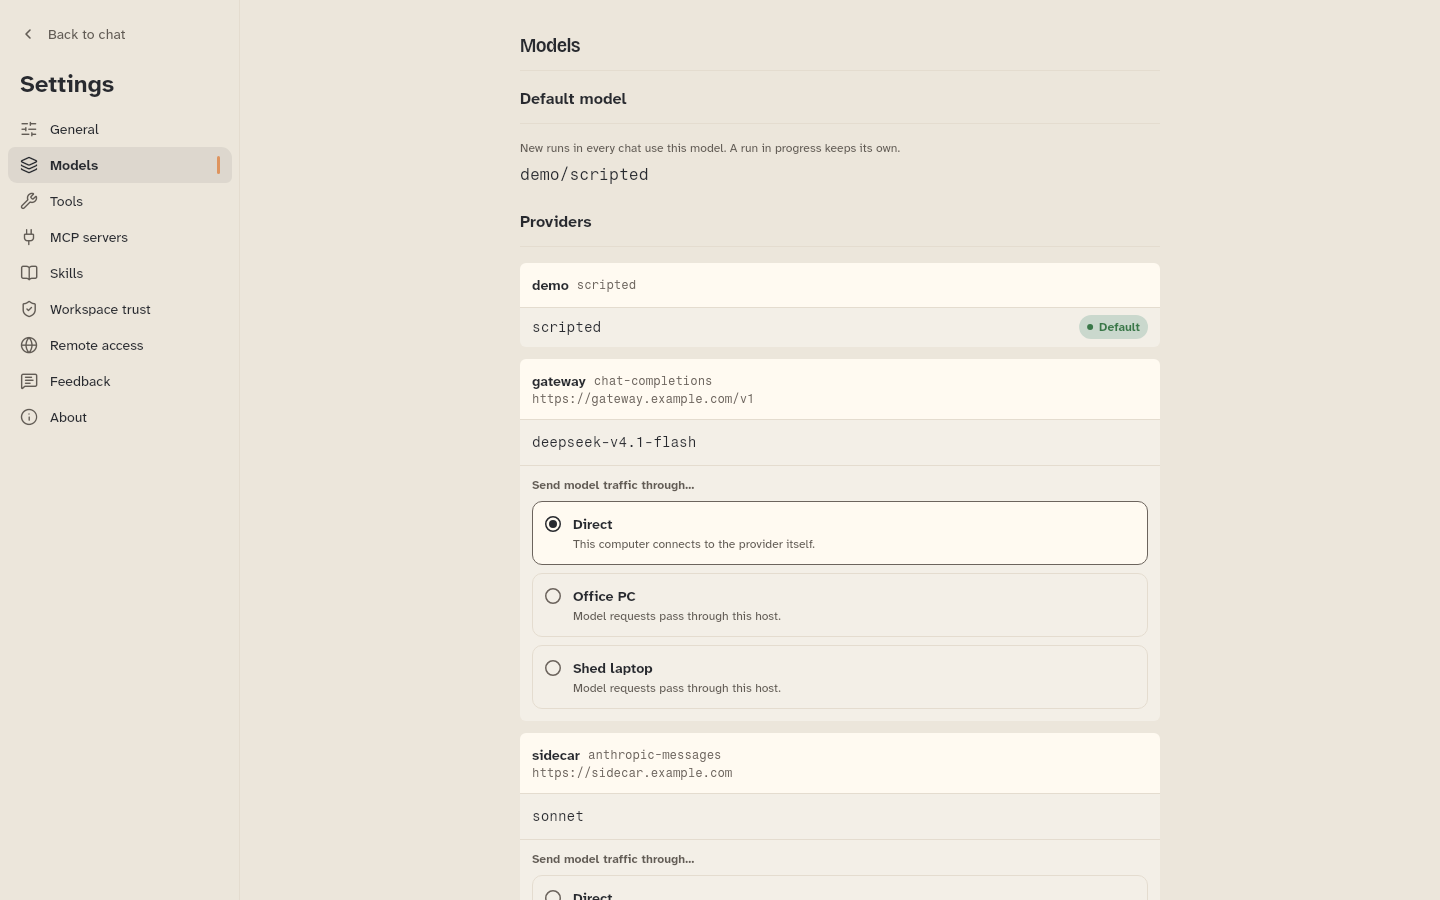 Back to chat
Settings
General
Models
Tools
MCP servers
Skills
Workspace trust
Remote access
Feedback
About
Models
Default model
New runs in every chat use this model. A run in progress keeps its own.
demo/scripted
Providers
demo scripted
scripted
Default
gateway chat-completions
https://gateway.example.com/v1
deepseek-v4.1-flash
Send model traffic through…
Direct
This computer connects to the provider itself.
Office PC
Model requests pass through this host.
Shed laptop
Model requests pass through this host.
sidecar anthropic-messages
https://sidecar.example.com
sonnet
Send model traffic through…
Direct